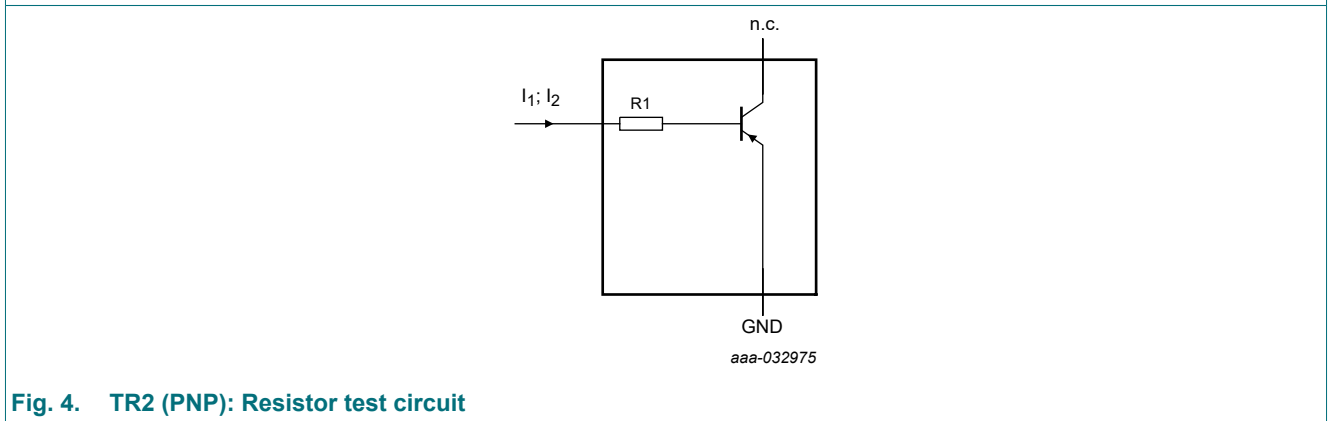 n.c.
I1; I2
R1
GND
aaa-032975
Fig. 4. TR2 (PNP): Resistor test circuit